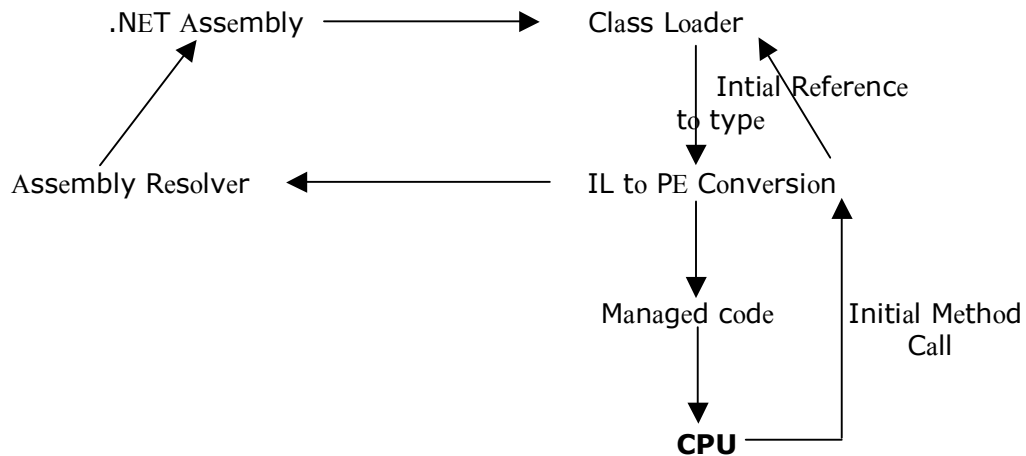 .NET Assembly
Class Loader
Intial Reference
to type
Assembly Resolver
IL to PE Conversion
Managed code
Initial Method
Call
CPU